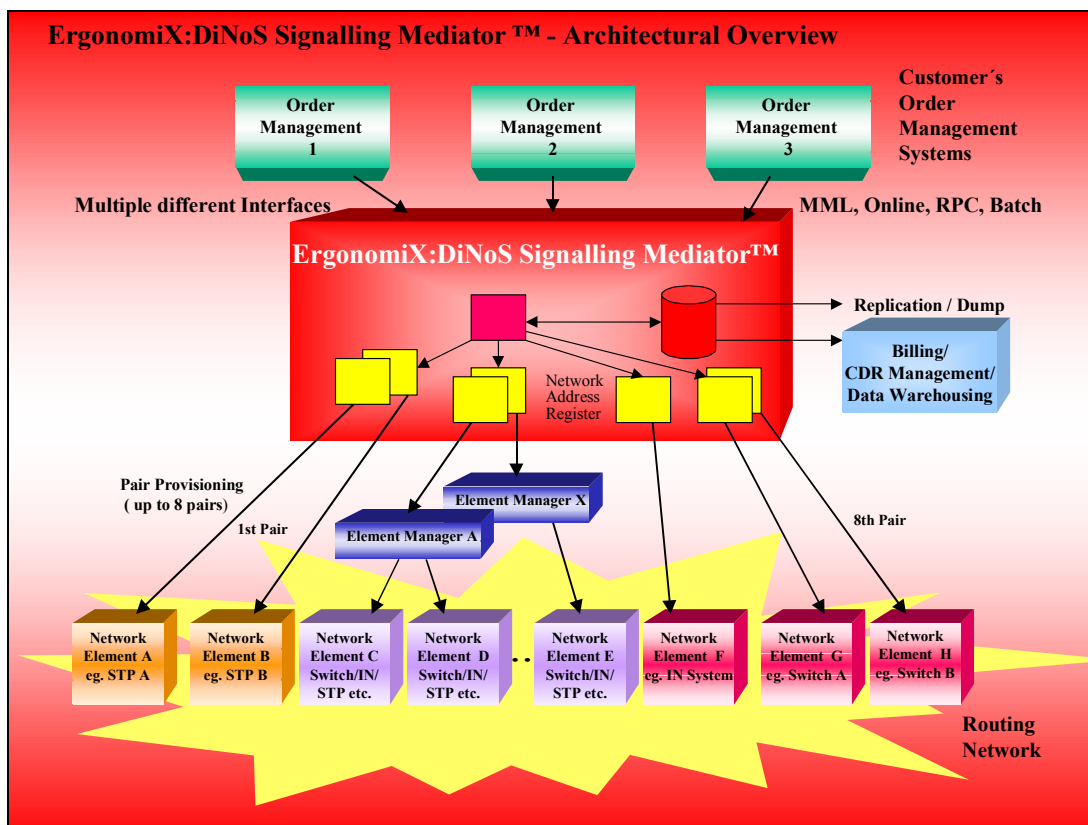 ErgonomiX:DiNoS Signalling Mediator ™ - Architectural Overview
Order
Management
1
Order
Management
2
Order
Management
3
Customer´s
Order
Management
Systems
Multiple different Interfaces
MML, Online, RPC, Batch
ErgonomiX:DiNoS Signalling Mediator™
Replication / Dump
Billing/
CDR Management/
Data Warehousing
Network
Address
Register
Pair Provisioning
( up to 8 pairs)
1st Pair
Element Manager X
Element Manager A
8th Pair
Network
Element A
eg. STP A
Network
Element B
eg. STP B
Network
Element C
Switch/IN/
STP etc.
Network
Element D
Switch/IN/
STP etc.
. .
Network
Element E
Switch/IN/
STP etc.
Network
Element F
eg. IN System
Network
Element G
eg. Switch A
Network
Element H
eg. Switch B
Routing
Network